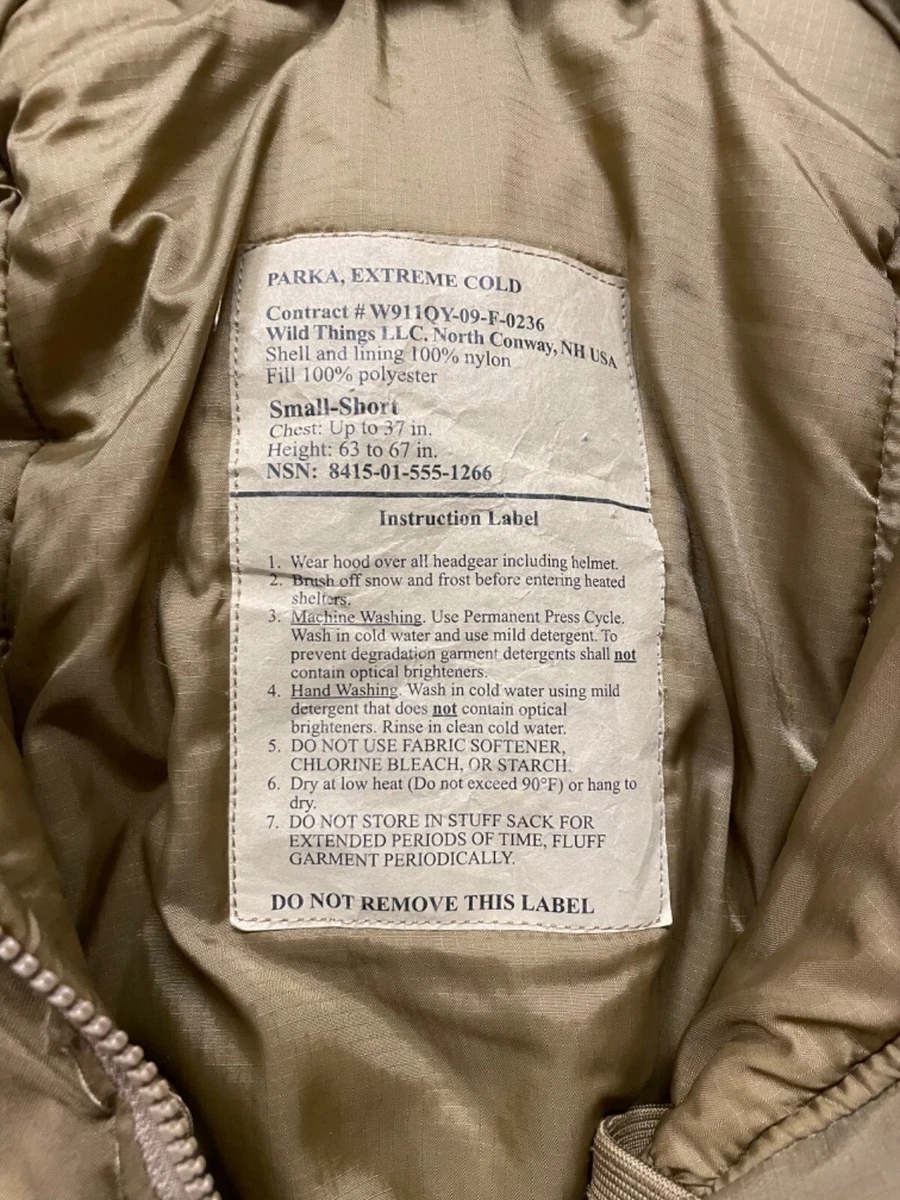 PARKA, EXTREME COLD
Contract # W911QY-09-F-0236
Wild Things LLC. North Conway, NH USA
Shell and lining 100% nylon
Fill 100% polyester
Small-Short
Chest: Up to 37 in.
Height: 63 to 67 in.
NSN: 8415-01-555-1266
Instruction Label
1. Wear hood over all headgear including helmet.
2. Brush off snow and frost before entering heated
shelters.
3. Machine Washing. Use Permanent Press Cycle.
Wash in cold water and use mild detergent. To
prevent degradation garment detergents shall not
contain optical brighteners.
4. Hand Washing. Wash in cold water using mild
detergent that does not contain optical
brighteners. Rinse in clean cold water.
5. DO NOT USE FABRIC SOFTENER,
CHLORINE BLEACH, OR STARCH.
6. Dry at low heat (Do not exceed 90°F) or hang to
dry.
7. DO NOT STORE IN STUFF SACK FOR
EXTENDED PERIODS OF TIME, FLUFF
GARMENT PERIODICALLY.
DO NOT REMOVE THIS LABEL